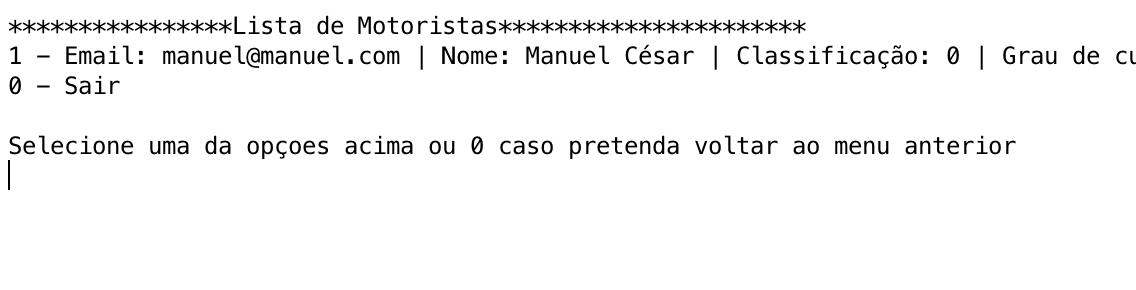 ****************Lista de Motoristas**********************
1 – Email: manuel@manuel.com | Nome: Manuel César | Classificação: 0 | Grau de
0 – Sair
Selecione uma da opçoes acima ou 0 caso pretenda voltar ao menu anterior